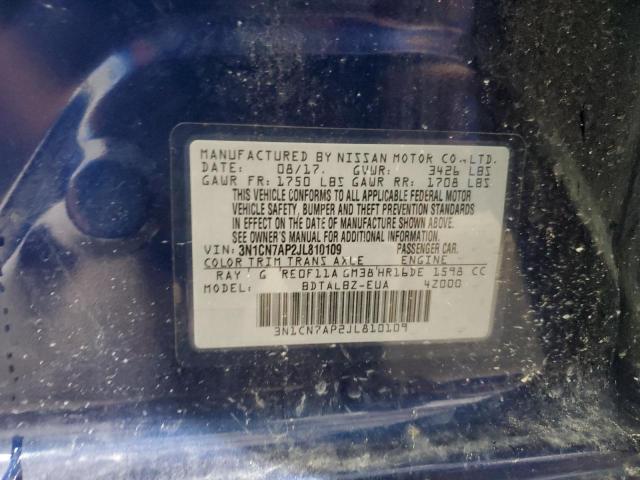 MANUFACTURED BY NISSAN MOTOR CO.,LTD.
DATE: 08/17. GVWR: 3426 LBS
GAWR FR: 1750 LBS GAWR RR: 1708 LBS
THIS VEHICLE CONFORMS TO ALL APPLICABLE FEDERAL MOTOR
VEHICLE SAFETY, BUMPER AND THEFT PREVENTION STANDARDS
IN EFFECT ON THE DATE OF MANUFACTURE SHOWN ABOVE.
SEE OWNER'S MANUAL FOR ADDITIONAL INFORMATION
VIN: 3N1CN7AP2JL810109 PASSENGER CAR.
COLOR TRIM TRANS AXLE ENGINE
RAY G RE0F11A GM38 HR16DE 1598 CC
MODEL: BDTALBZ-EUA 4Z000
3N1CN7AP2JL810109